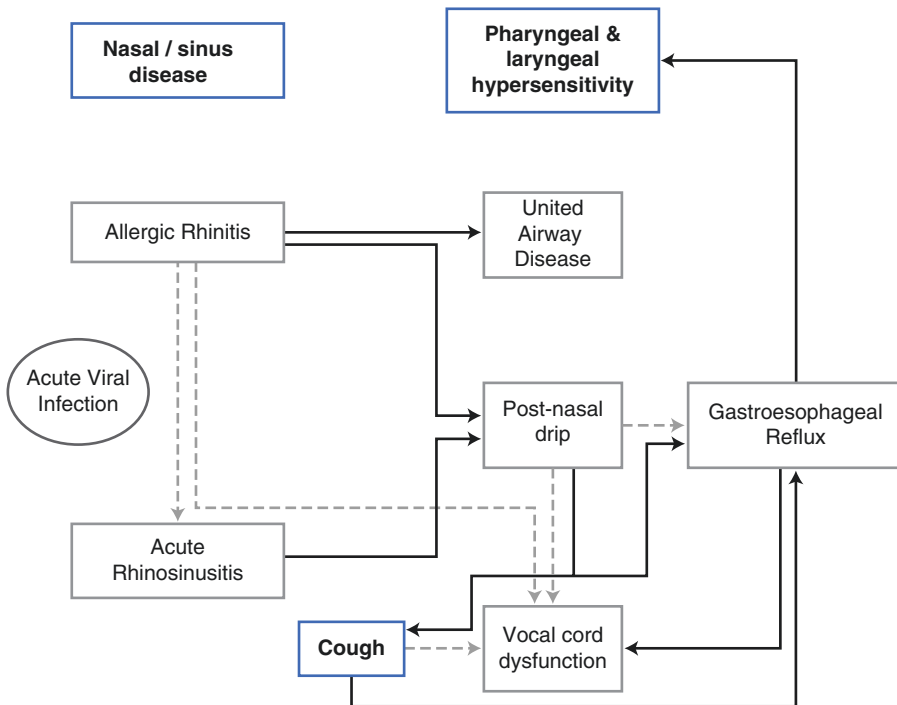 Nasal / sinus
disease
Pharyngeal &
laryngeal
hypersensitivity
Allergic Rhinitis
United
Airway
Disease
Acute Viral
Infection
Post-nasal
drip
Gastroesophageal
Reflux
Acute
Rhinosinusitis
Cough
Vocal cord
dysfunction